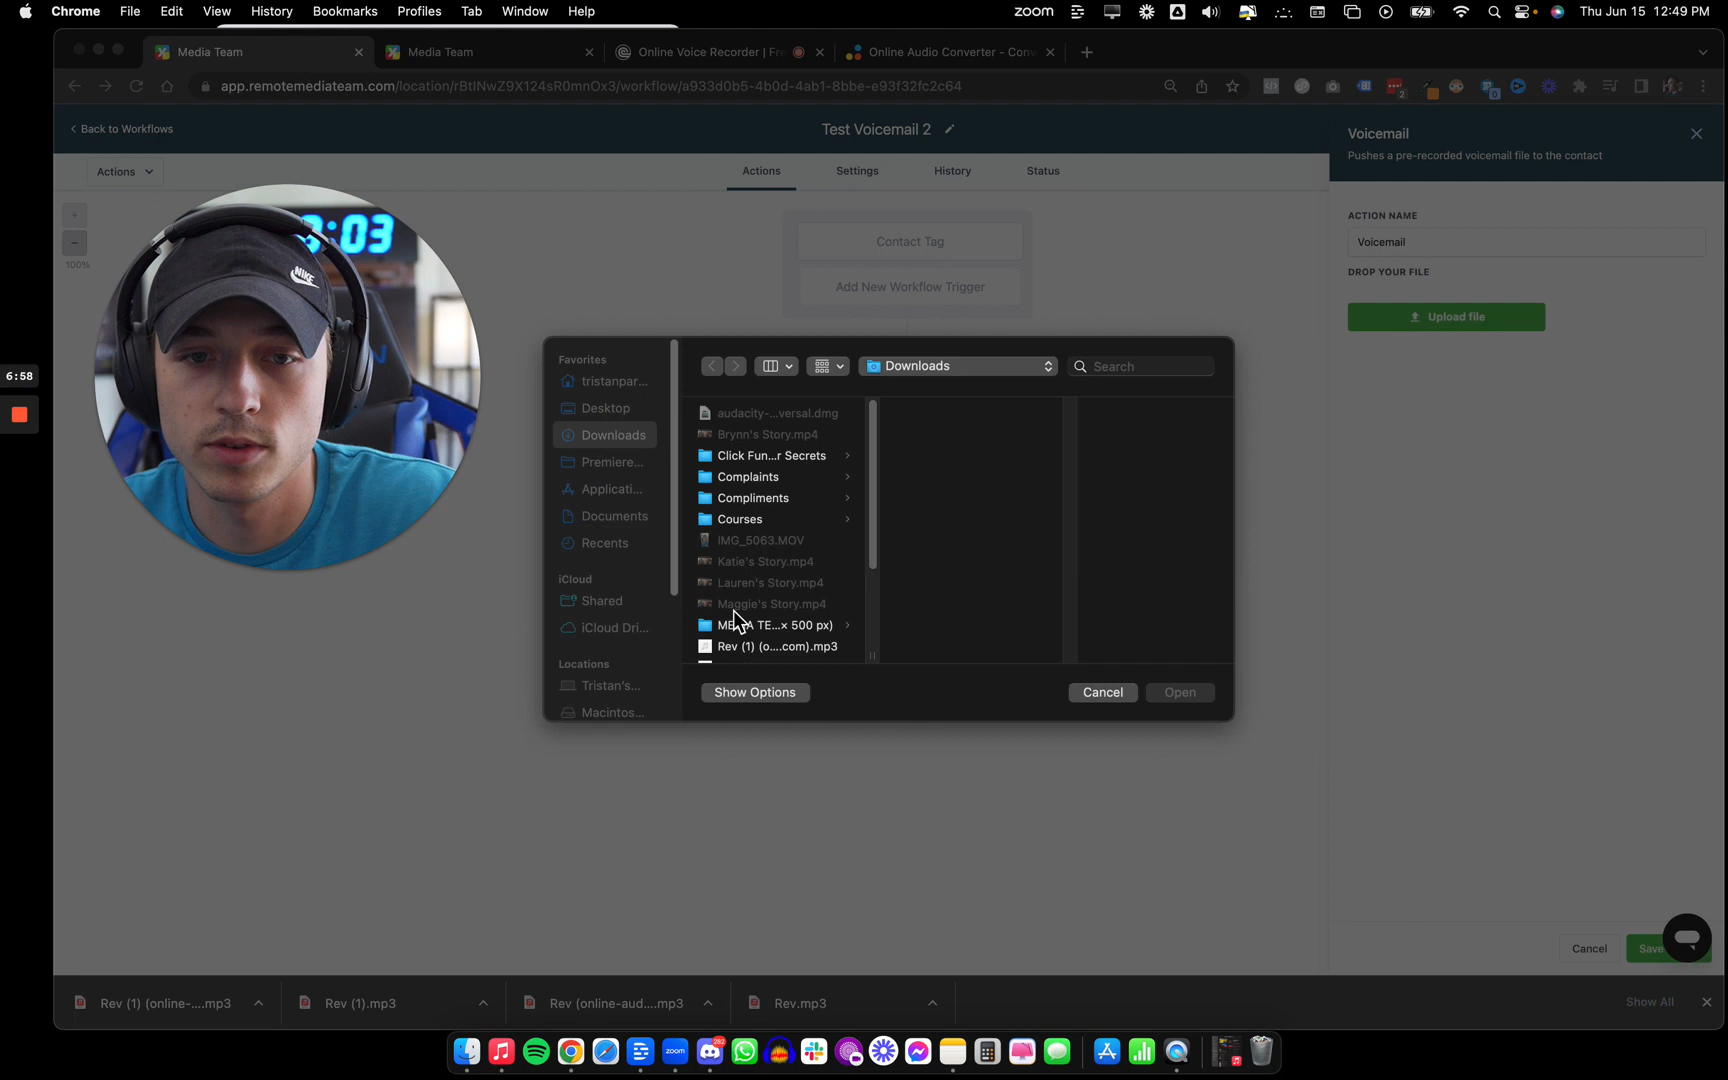 Chrome File Edit View History Bookmarks Profiles Tab Window Help
zoom
Thu Jun 15 12:49 PM
Media Team
Media Team
Online Voice Recorder | Fre
Online Audio Converter - Conv
app.remotemediateam.com/location/rBtINwZ9X124sR0mnOx3/workflow/a933d0b5-4b0d-4ab1-8bbe-e93f32fc2c64
Back to Workflows
Test Voicemail 2
Voicemail
Pushes a pre-recorded voicemail file to the contact
Actions
Actions Settings History Status
100%
3:03
NIKE
Contact Tag
Add New Workflow Trigger
ACTION NAME
Voicemail
DROP YOUR FILE
Upload file
6:58
Favorites
tristanpar...
Desktop
Downloads
Premiere...
Applicati...
Documents
Recents
iCloud
Shared
iCloud Dri...
Locations
Tristan's...
Macintos...
Downloads
Search
audacity-...versal.dmg
Brynn's Story.mp4
Click Fun...r Secrets
Complaints
Compliments
Courses
IMG_5063.MOV
Katie's Story.mp4
Lauren's Story.mp4
Maggie's Story.mp4
TE...x 500 px)
Rev (1) (o....com).mp3
Show Options
Cancel
Open
Cancel
Save
Rev (1) (online-....mp3
Rev (1).mp3
Rev (online-aud....mp3
Rev.mp3
Show All
zoom
282